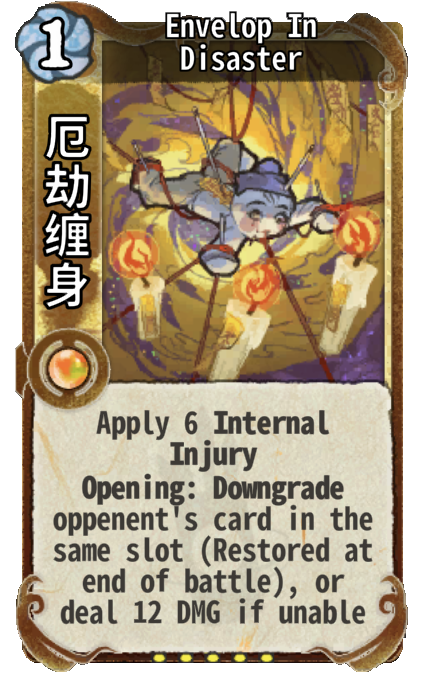 1
Envelop In
Disaster
厄劫缠身
Apply 6 Internal
Injury
Opening: Downgrade
oppenent's card in the
same slot (Restored at
end of battle), or
deal 12 DMG if unable